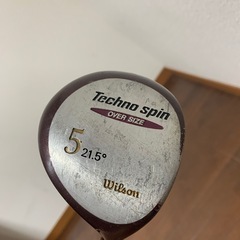 Techno spin
OVER SIZE
5 21.5°
Wilson